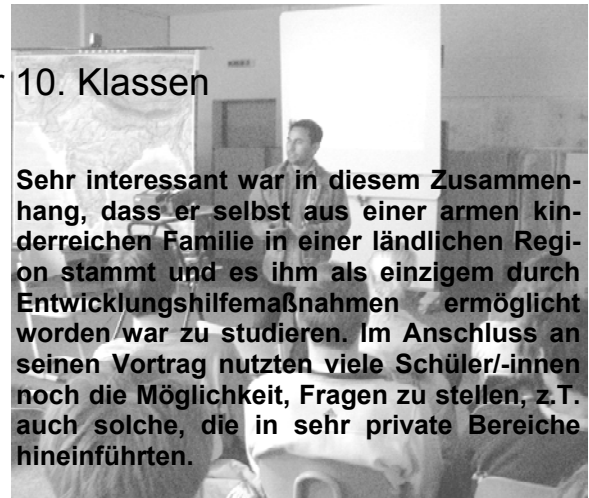 10. Klassen
Sehr interessant war in diesem Zusammen-
hang, dass er selbst aus einer armen kin-
derreichen Familie in einer ländlichen Regi-
on stammt und es ihm als einzigem durch
Entwicklungshilfemaßnahmen ermöglicht
worden war zu studieren. Im Anschluss an
seinen Vortrag nutzten viele Schüler/-innen
noch die Möglichkeit, Fragen zu stellen, z.T.
auch solche, die in sehr private Bereiche
hineinführten.